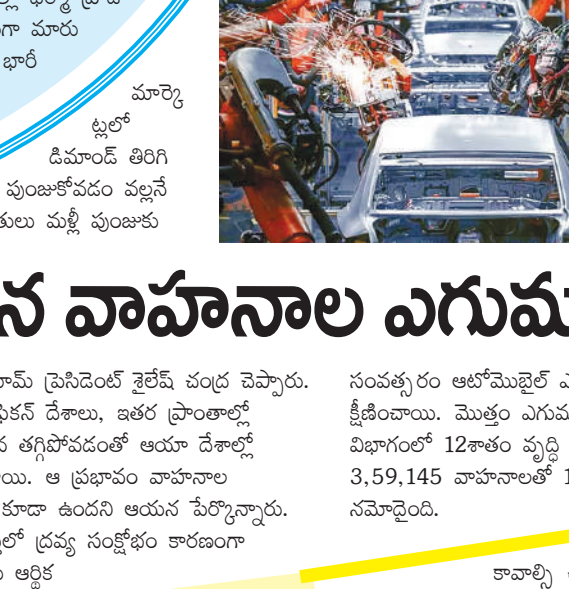 గా మారు
భారీ
మార్కె
ట్లలో
డిమాండ్ తిరిగి
పుంజుకోవడం వల్లనే
తులు మళ్లీ పుంజుకు
న వాహనాల ఎగుమ
ప్రెసిడెంట్ శైలేష్ చంద్ర చెప్పారు.
దేశాలు, ఇతర ప్రాంతాల్లో
తగ్గిపోవడంతో ఆయా దేశాల్లో
యి. ఆ ప్రభావం వాహనాల
కూడా ఉందని ఆయన పేర్కొన్నారు.
లో ద్రవ్య సంక్షోభం కారణంగా
ఆర్థిక
సంవత్సరం ఆటోమొబైల్ ఎ
క్షీణించాయి. మొత్తం ఎగుమ
విభాగంలో 12శాతం వృద్ధి
3,59,145 వాహనాలతో 1
నమోదైంది.
కావాల్సి